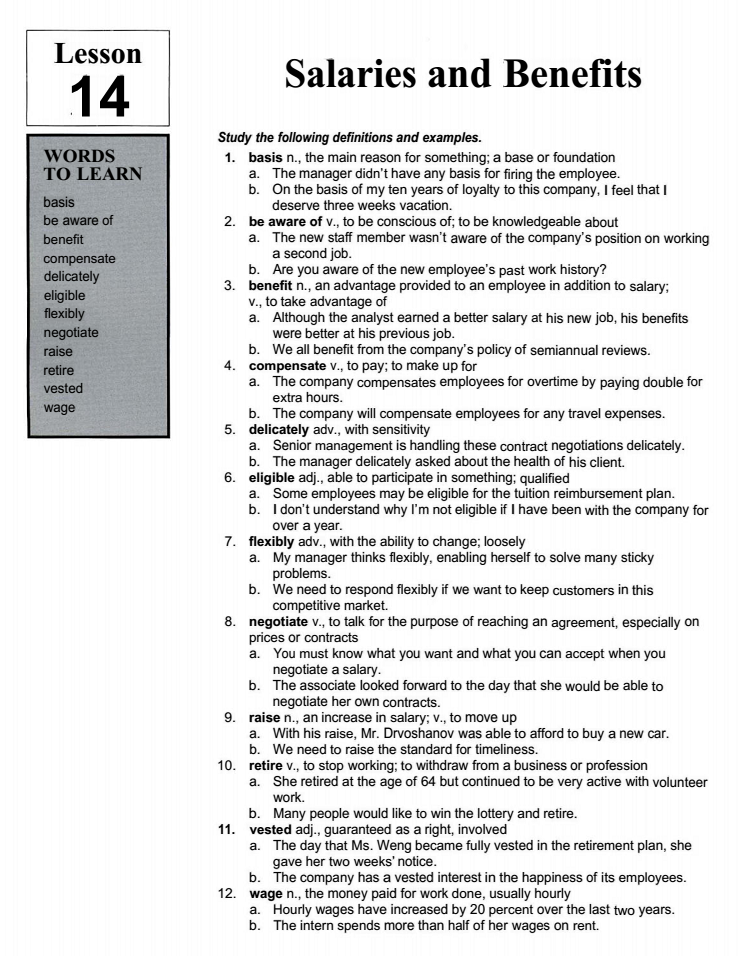 Lesson
14
Salaries and Benefits
WORDS
TO LEARN
basis
be aware of
benefit
compensate
delicately
eligible
flexibly
negotiate
raise
retire
vested
wage
Study the following definitions and examples.
1. basis n., the main reason for something; a base or foundation
a. The manager didn't have any basis for firing the employee.
b. On the basis of my ten years of loyalty to this company, I feel that I
deserve three weeks vacation.
2. be aware of v., to be conscious of; to be knowledgeable about
a. The new staff member wasn't aware of the company's position on working
a second job.
b. Are you aware of the new employee's past work history?
3. benefit n., an advantage provided to an employee in addition to salary;
v., to take advantage of
a. Although the analyst earned a better salary at his new job, his benefits
were better at his previous job.
b. We all benefit from the company's policy of semiannual reviews.
4. compensate v., to pay; to make up for
a. The company compensates employees for overtime by paying double for
extra hours.
b. The company will compensate employees for any travel expenses.
5. delicately adv., with sensitivity
a. Senior management is handling these contract negotiations delicately.
b. The manager delicately asked about the health of his client.
6. eligible adj., able to participate in something; qualified
a. Some employees may be eligible for the tuition reimbursement plan.
b. I don't understand why I'm not eligible if I have been with the company for
over a year.
7. flexibly adv., with the ability to change; loosely
a. My manager thinks flexibly, enabling herself to solve many sticky
problems.
b. We need to respond flexibly if we want to keep customers in this
competitive market.
8. negotiate v., to talk for the purpose of reaching an agreement, especially on
prices or contracts
a. You must know what you want and what you can accept when you
negotiate a salary.
b. The associate looked forward to the day that she would be able to
negotiate her own contracts.
9. raise n., an increase in salary; v., to move up
a. With his raise, Mr. Drvoshanov was able to afford to buy a new car.
b. We need to raise the standard for timeliness.
10. retire v., to stop working; to withdraw from a business or profession
a. She retired at the age of 64 but continued to be very active with volunteer
work.
b. Many people would like to win the lottery and retire.
11. vested adj., guaranteed as a right, involved
a. The day that Ms. Weng became fully vested in the retirement plan, she
gave her two weeks' notice.
b. The company has a vested interest in the happiness of its employees.
12. wage n., the money paid for work done, usually hourly
a. Hourly wages have increased by 20 percent over the last two years.
b. The intern spends more than half of her wages on rent.